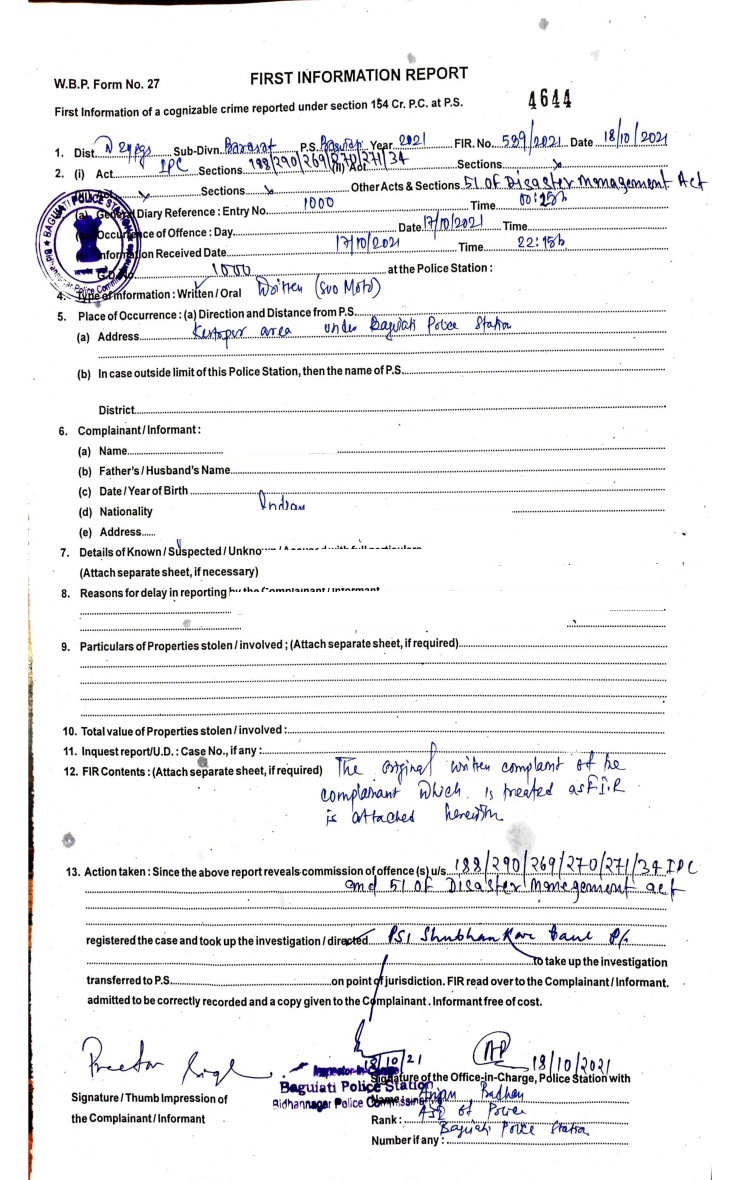 W.B.P. Form No. 27
FIRST INFORMATION REPORT
First Information of a cognizable crime reported under section 154 Cr. P.C. at P.S.
4644
1. Dist. N 24 pgs Sub-Divn. Barasat P.S. Baguiati Year 2021 FIR. No. 589/2021 Date 18/10/2021
2. (i) Act IPC Sections 188/290/269/270/271/34 (ii) Act Sections
Sections Other Acts & Sections 51 OF Disaster Management Act
(a) General Diary Reference : Entry No. 1000 Time 00:25h
Occurrence of Offence : Day Date 17/10/2021 Time
Information Received Date 17/10/2021 Time 22:15h
1000 at the Police Station :
BAGUIATI POLICE STATION
4. Type of information : Written / Oral Written (Suo Moto)
5. Place of Occurrence : (a) Direction and Distance from P.S.
(a) Address Kestopur area under Baguiati Police Station
(b) In case outside limit of this Police Station, then the name of P.S.
District
6. Complainant / Informant :
(a) Name
(b) Father's / Husband's Name
(c) Date / Year of Birth
(d) Nationality Indian
(e) Address
7. Details of Known / Suspected / Unknown / Accused with full particulars
(Attach separate sheet, if necessary)
8. Reasons for delay in reporting by the Complainant / Informant
9. Particulars of Properties stolen / involved ; (Attach separate sheet, if required)
10. Total value of Properties stolen / involved :
11. Inquest report/U.D. : Case No., if any :
12. FIR Contents : (Attach separate sheet, if required) The original written complaint of the
complainant which is treated as F.I.R
is attached herewith
13. Action taken : Since the above report reveals commission of offence (s) u/s. 188/290/269/270/271/34 IPC
and 51 OF Disaster Management act
registered the case and took up the investigation / directed PSI Shubhankar
to take up the investigation
transferred to P.S. on point of jurisdiction. FIR read over to the Complainant / Informant.
admitted to be correctly recorded and a copy given to the Complainant . Informant free of cost.
18/10/21
18/10/2021
Inspector-in-Charge
Signature of the Office-in-Charge, Police Station with
Baguiati Police Station
Bidhannagar Police Commissionerate
Signature / Thumb Impression of
the Complainant / Informant
Name :
Rank : ASI of Police
Baguiati Police Station
Number if any :